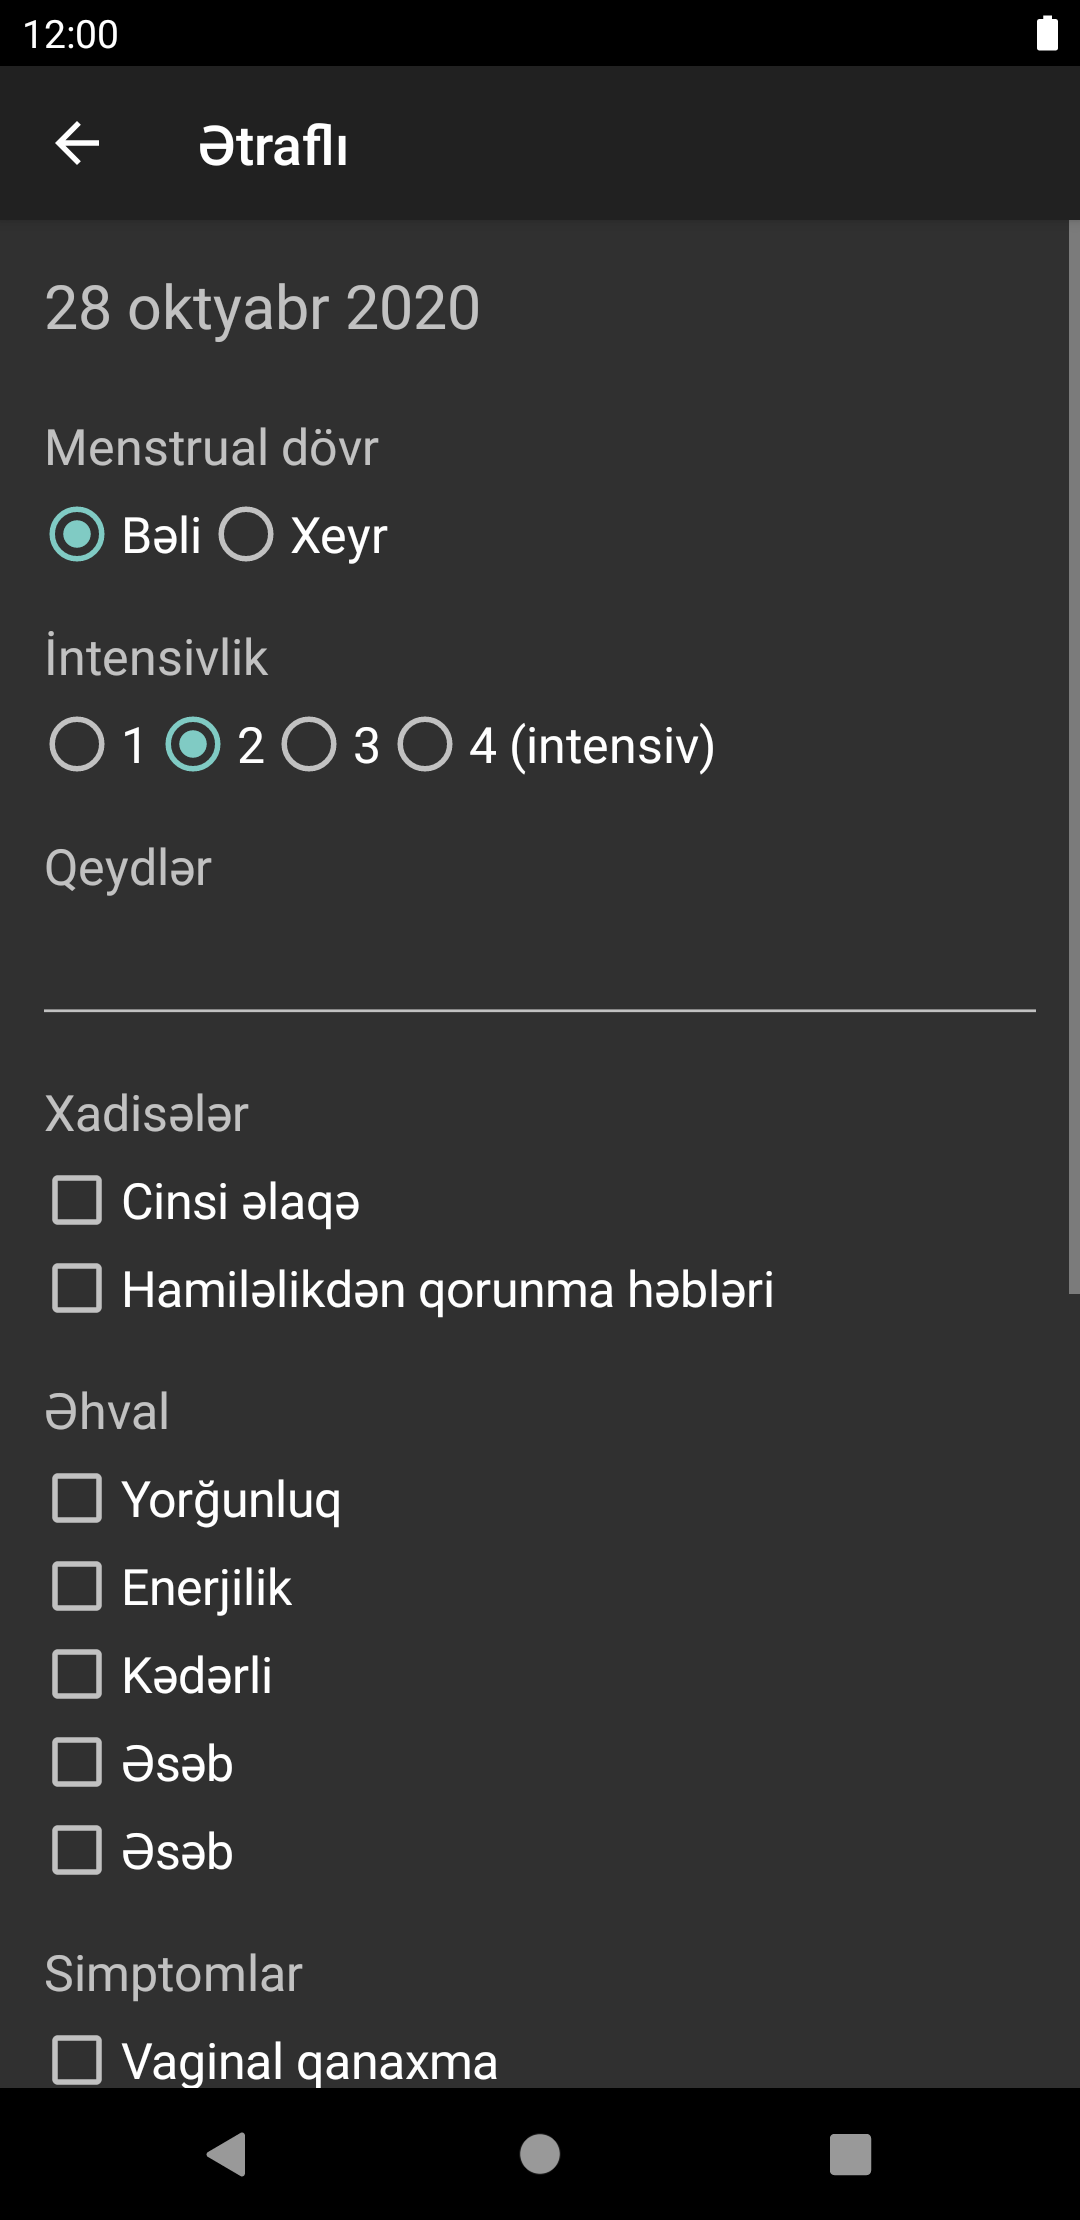 12:00
Ətraflı
28 oktyabr 2020
Menstrual dövr
Bəli Xeyr
İntensivlik
1 2 3 4 (intensiv)
Qeydlər
Xadisələr
Cinsi əlaqə
Hamiləlikdən qorunma həbləri
Əhval
Yorğunluq
Enerjilik
Kədərli
Əsəb
Əsəb
Simptomlar
Vaginal qanaxma